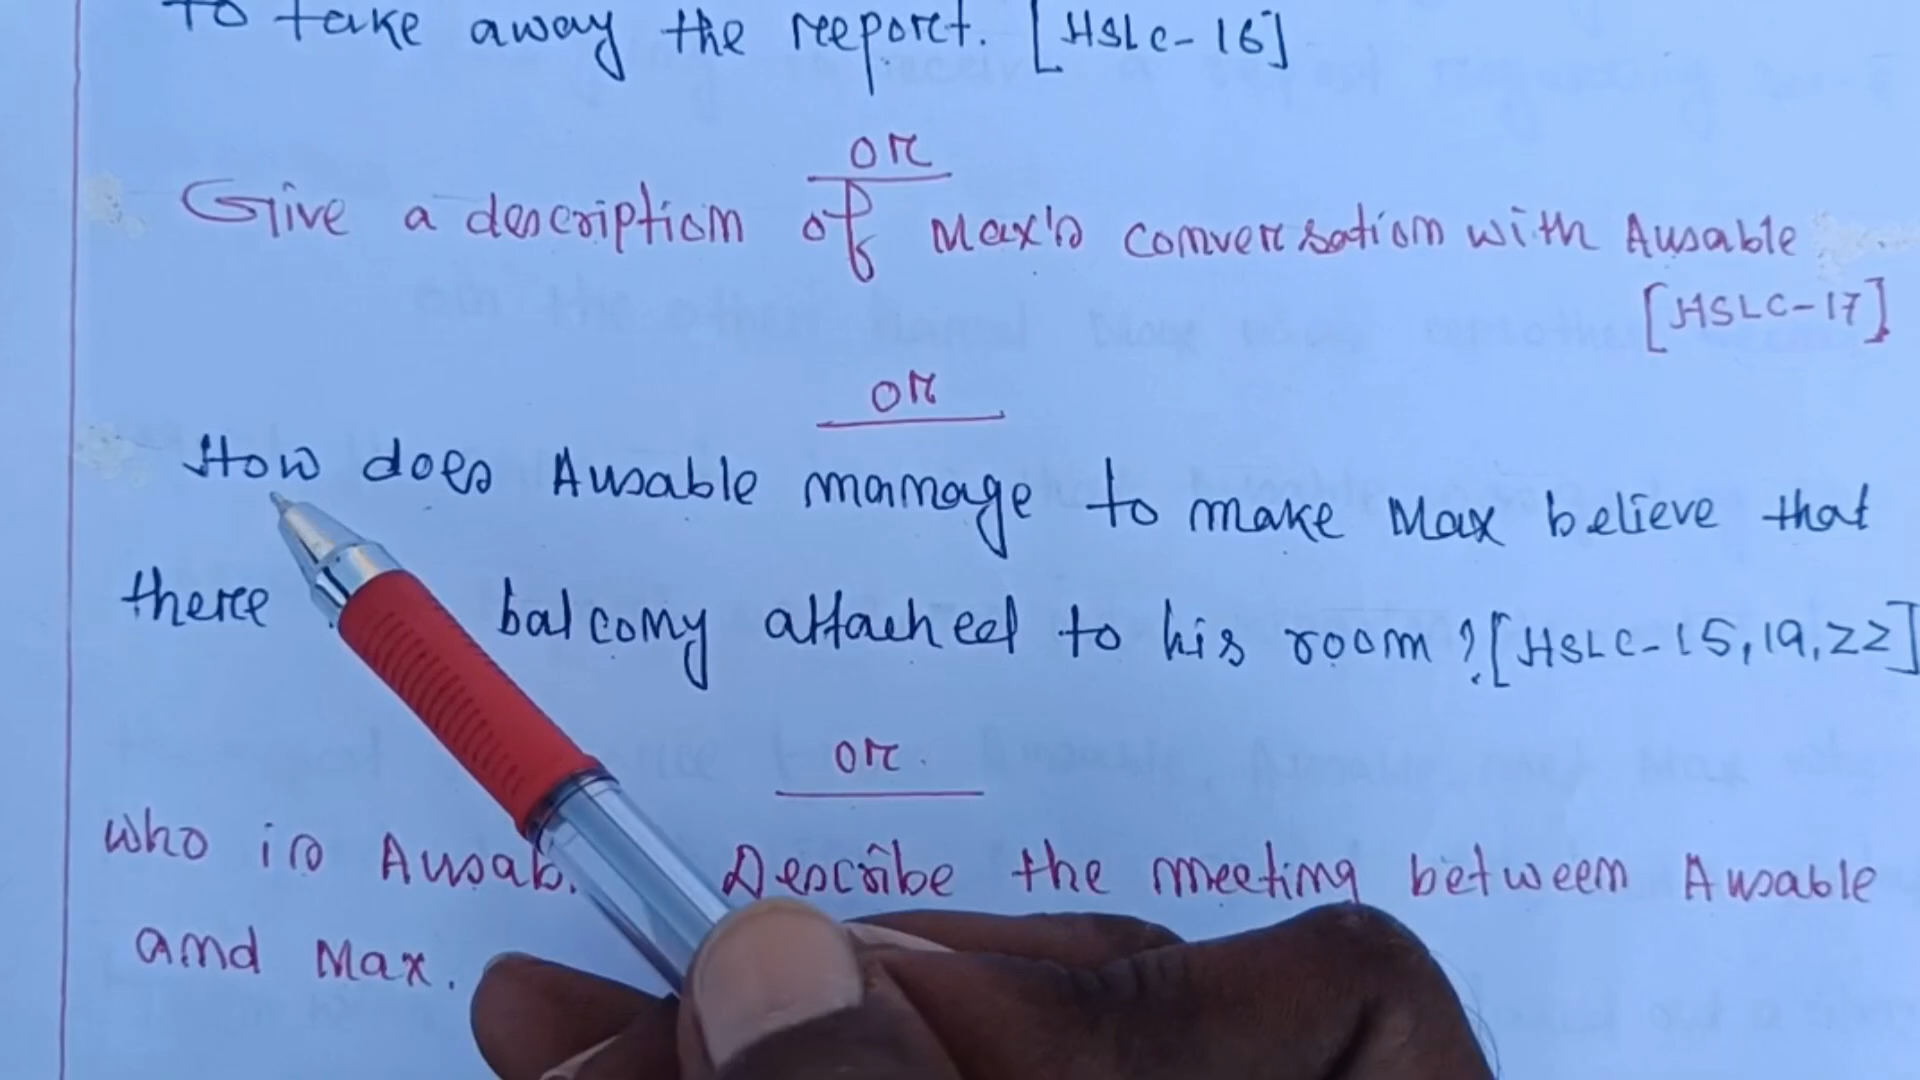 To take away the report. [HSLC-16]
or
Give a description of Max's conversation with Ausable
[HSLC-17]
or
How does Ausable manage to make Max believe that
there balcony attached to his room? [HSLC-15,19,22]
or
Who is Ausab. Describe the meeting between Ausable
and Max.